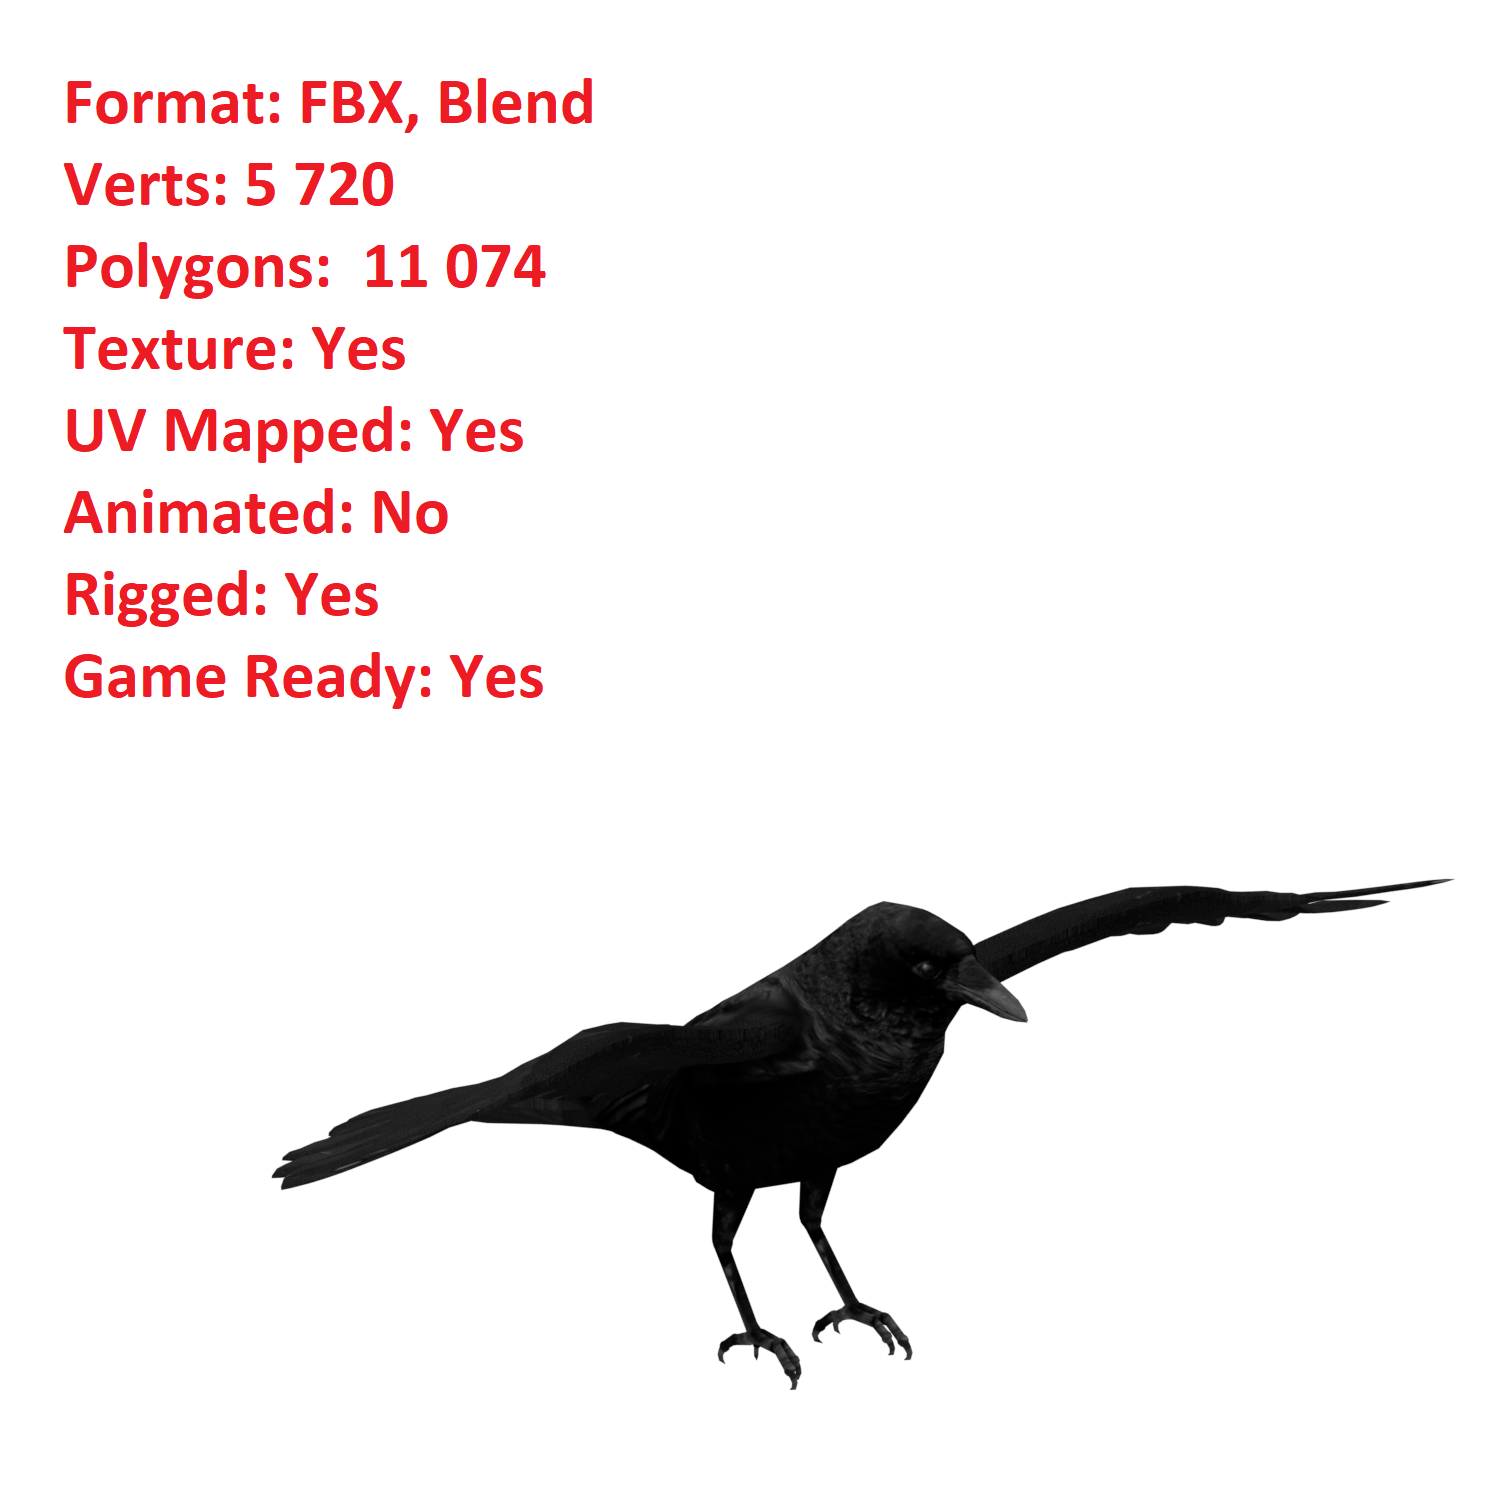 Format: FBX, Blend
Verts: 5 720
Polygons:  11 074
Texture: Yes
UV Mapped: Yes
Animated: No
Rigged: Yes
Game Ready: Yes